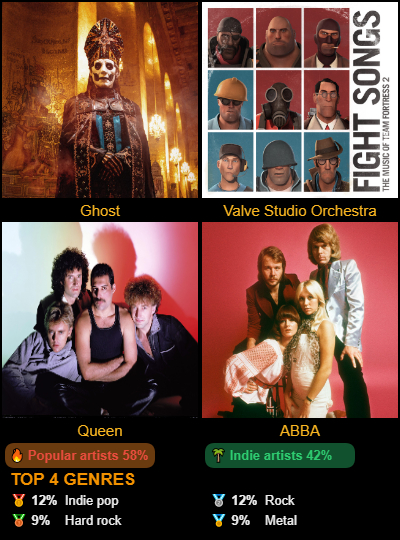 FIGHT SONGS
THE MUSIC OF TEAM FORTRESS 2
Ghost
Valve Studio Orchestra
Queen
ABBA
Popular artists 58%
Indie artists 42%
TOP 4 GENRES
12% Indie pop
12% Rock
9% Hard rock
9% Metal